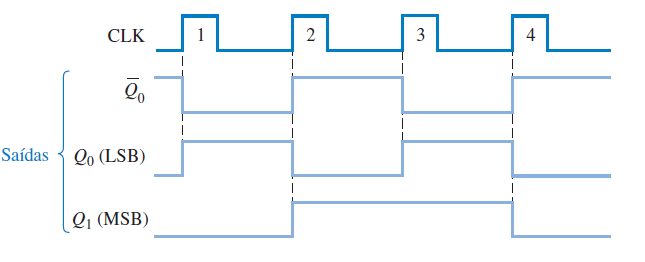 CLK 1 2 3 4
Q̅₀
Saídas Q₀ (LSB)
Q₁ (MSB)